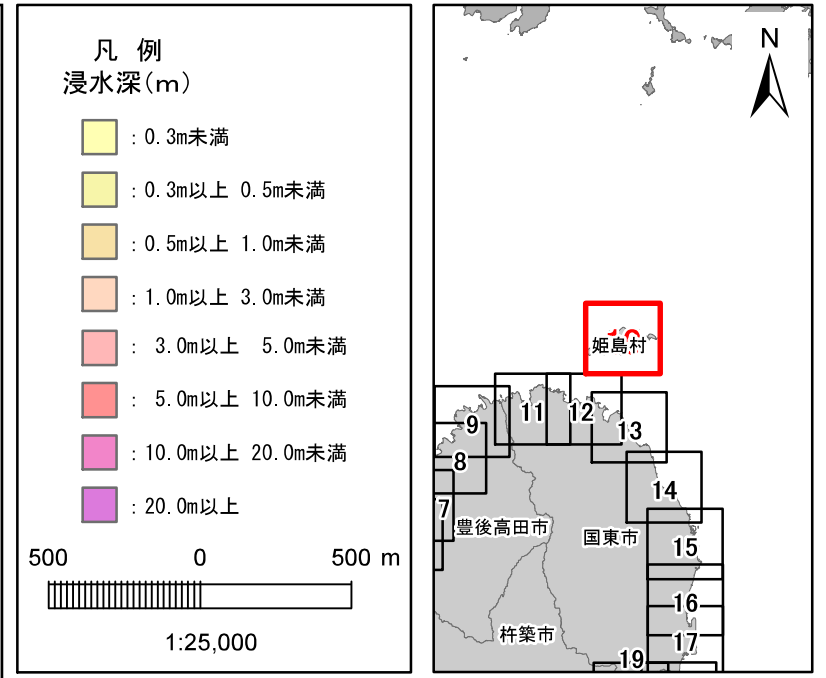 凡 例
浸水深(m)
: 0.3m未満
: 0.3m以上 0.5m未満
: 0.5m以上 1.0m未満
: 1.0m以上 3.0m未満
: 3.0m以上 5.0m未満
: 5.0m以上 10.0m未満
: 10.0m以上 20.0m未満
: 20.0m以上
500 0 500 m
1:25,000
N
姫島村
11
12
9
13
8
14
7
豊後高田市
国東市
15
16
杵築市
17
19